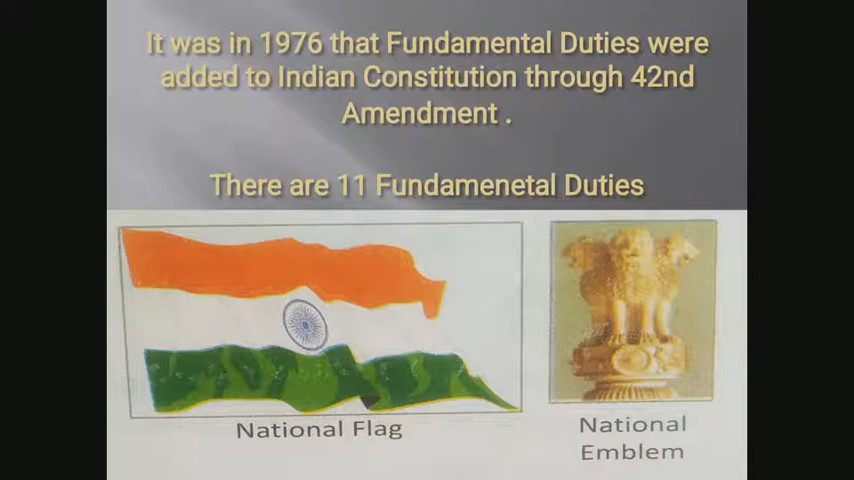 It was in 1976 that Fundamental Duties were
added to Indian Constitution through 42nd
Amendment .
There are 11 Fundamenetal Duties
National Flag
National
Emblem